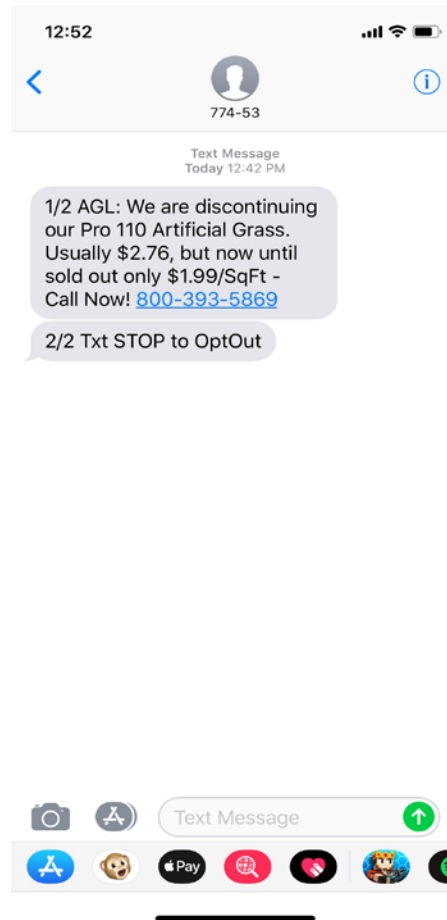 12:52
774-53
Text Message
Today 12:42 PM
1/2 AGL: We are discontinuing
our Pro 110 Artificial Grass.
Usually $2.76, but now until
sold out only $1.99/SqFt -
Call Now! 800-393-5869
2/2 Txt STOP to OptOut
Text Message
Pay